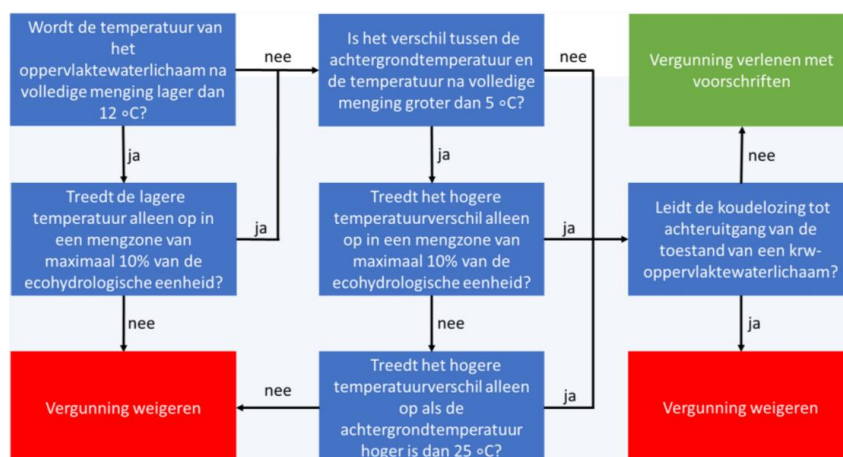 Wordt de temperatuur van
het
oppervlaktewaterlichaam na
volledige menging lager dan
12 ∘C?
nee
Is het verschil tussen de
achtergrondtemperatuur en
de temperatuur na volledige
menging groter dan 5 ∘C?
nee
Vergunning verlenen met
voorschriften
ja
ja
nee
Treedt de lagere
temperatuur alleen op in
een mengzone van
maximaal 10% van de
ecohydrologische eenheid?
ja
Treedt het hogere
temperatuurverschil alleen
op in een mengzone van
maximaal 10% van de
ecohydrologische eenheid?
ja
Leidt de koudelozing tot
achteruitgang van de
toestand van een krw-
oppervlaktewaterlichaam?
nee
nee
ja
Vergunning weigeren
nee
Treedt het hogere
temperatuurverschil alleen
op als de
achtergrondtemperatuur
hoger is dan 25 ∘C?
ja
Vergunning weigeren